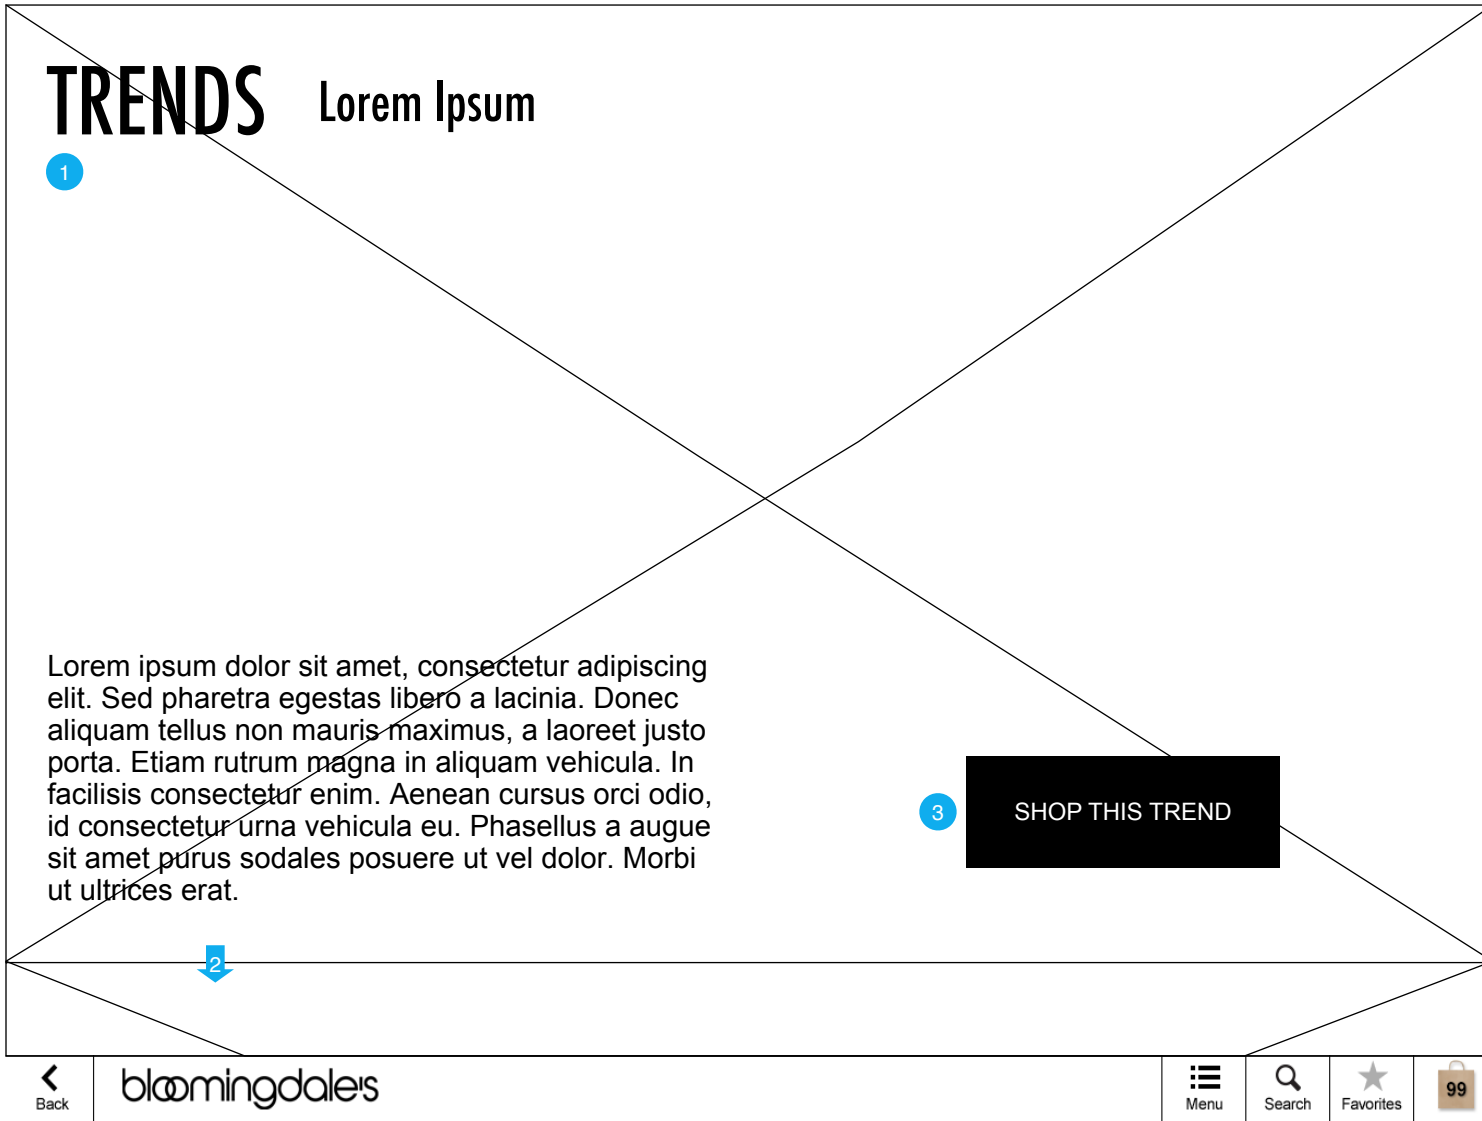 TRENDS Lorem Ipsum
1
Lorem ipsum dolor sit amet, consectetur adipiscing
elit. Sed pharetra egestas libero a lacinia. Donec
aliquam tellus non mauris maximus, a laoreet justo
porta. Etiam rutrum magna in aliquam vehicula. In
facilisis consectetur enim. Aenean cursus orci odio,
id consectetur urna vehicula eu. Phasellus a augue
sit amet purus sodales posuere ut vel dolor. Morbi
ut ultrices erat.
3 SHOP THIS TREND
2
Back bloomingdale's Menu Search Favorites 99